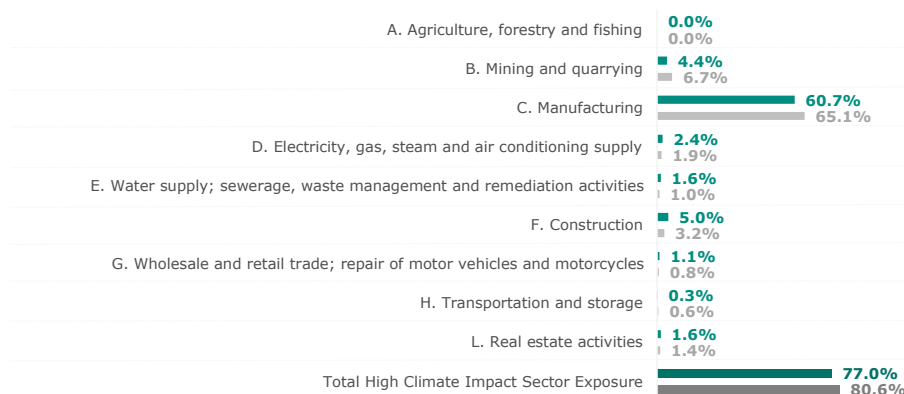 A. Agriculture, forestry and fishing
0.0%
0.0%
B. Mining and quarrying
4.4%
6.7%
C. Manufacturing
60.7%
65.1%
D. Electricity, gas, steam and air conditioning supply
2.4%
1.9%
E. Water supply; sewerage, waste management and remediation activities
1.6%
1.0%
F. Construction
5.0%
3.2%
G. Wholesale and retail trade; repair of motor vehicles and motorcycles
1.1%
0.8%
H. Transportation and storage
0.3%
0.6%
L. Real estate activities
1.6%
1.4%
Total High Climate Impact Sector Exposure
77.0%
80.6%